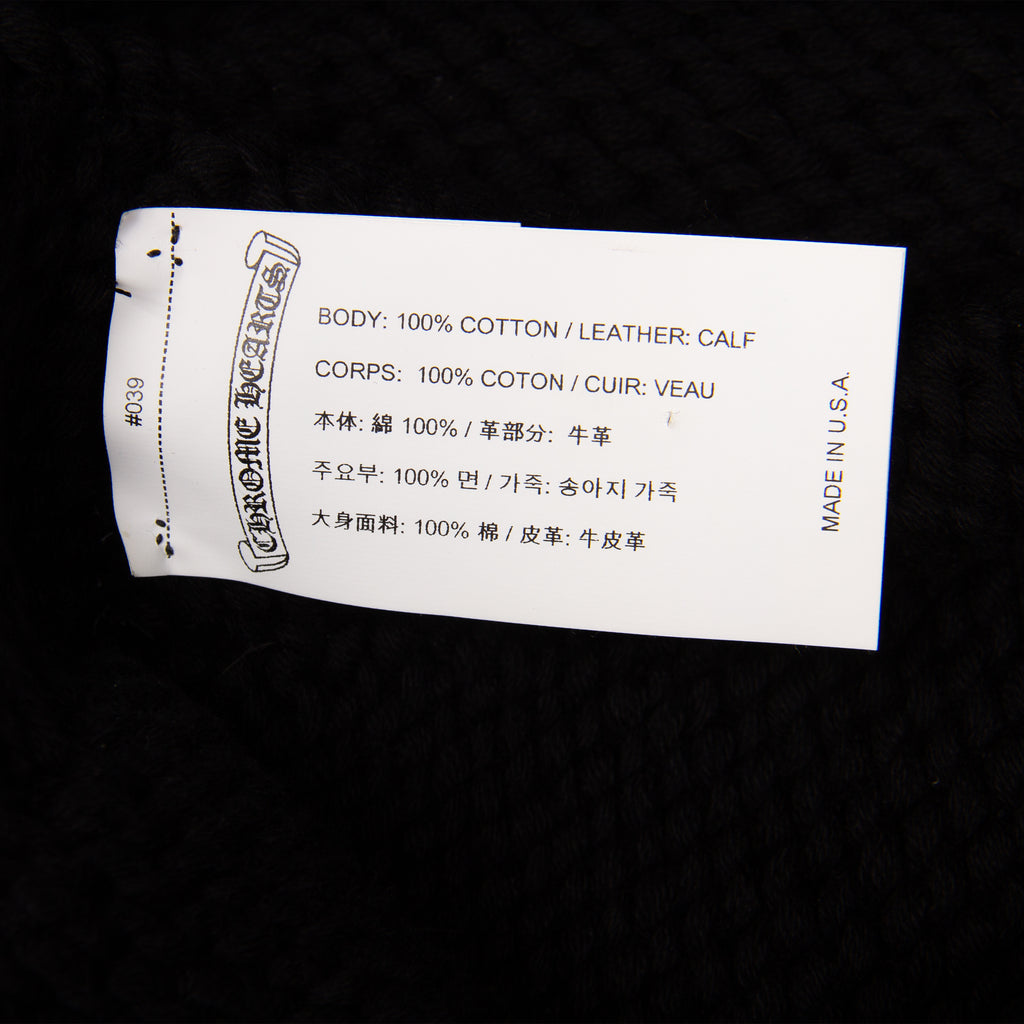 #039
CHROME HEARTS
BODY: 100% COTTON / LEATHER: CALF
CORPS: 100% COTON / CUIR: VEAU
本体: 綿 100% / 革部分: 牛革
주요부: 100% 면 / 가죽: 송아지 가죽
大身面料: 100% 棉 / 皮革: 牛皮革
MADE IN U.S.A.